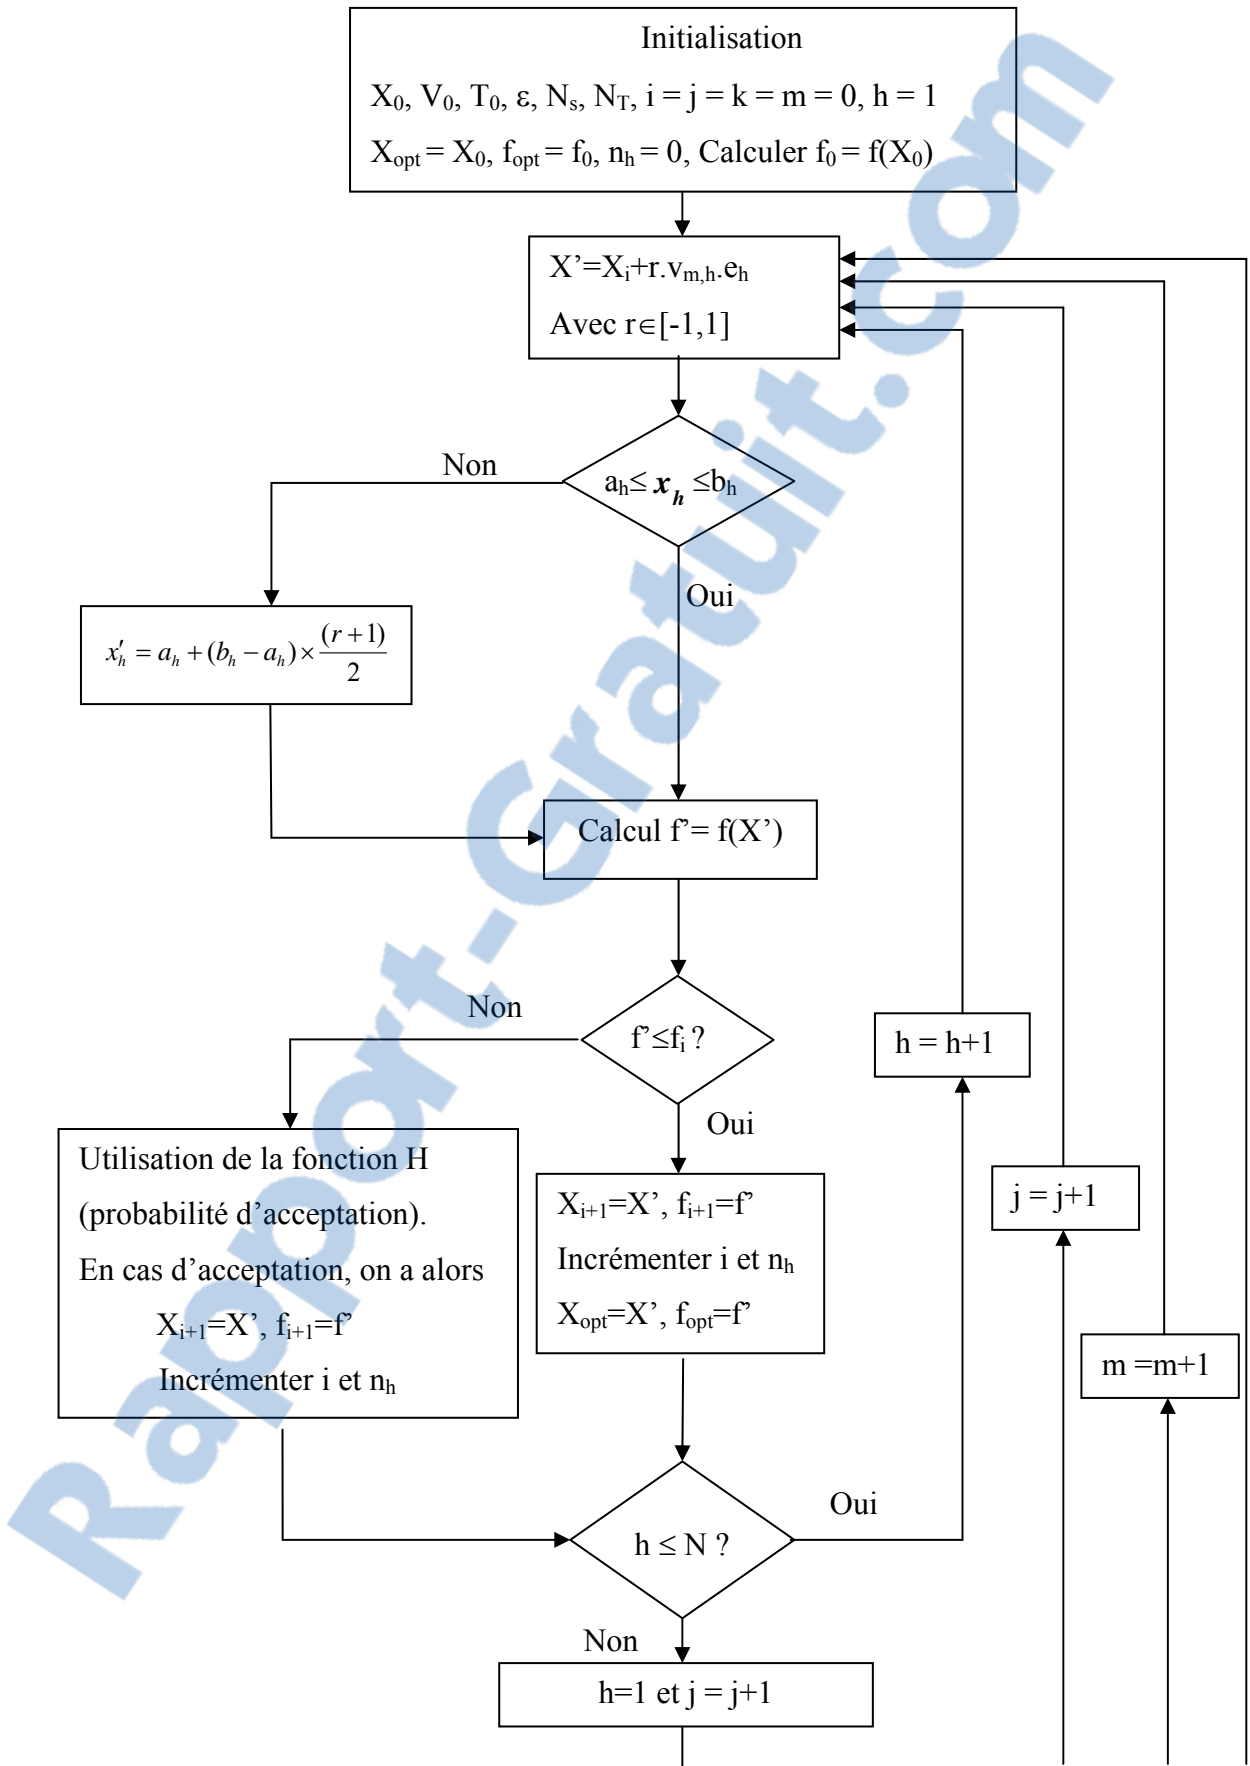 Initialisation
X₀, V₀, T₀, ε, Nₛ, N_T, i = j = k = m = 0, h = 1
X_opt = X₀, f_opt = f₀, n_h = 0, Calculer f₀ = f(X₀)
X’=X_i+r.v_m,h.e_h
Avec r∈[-1,1]
Non
a_h≤ x_h ≤b_h
Oui
x′_h = a_h + (b_h − a_h) × (r + 1) / 2
Calcul f’= f(X’)
Non
f’≤f_i ?
h = h+1
Oui
Utilisation de la fonction H
(probabilité d’acceptation).
En cas d’acceptation, on a alors
X_i+1=X’, f_i+1=f’
Incrémenter i et n_h
X_i+1=X’, f_i+1=f’
Incrémenter i et n_h
X_opt=X’, f_opt=f’
j = j+1
m =m+1
Oui
h ≤ N ?
Non
h=1 et j = j+1
Rapport-Gratuit.com